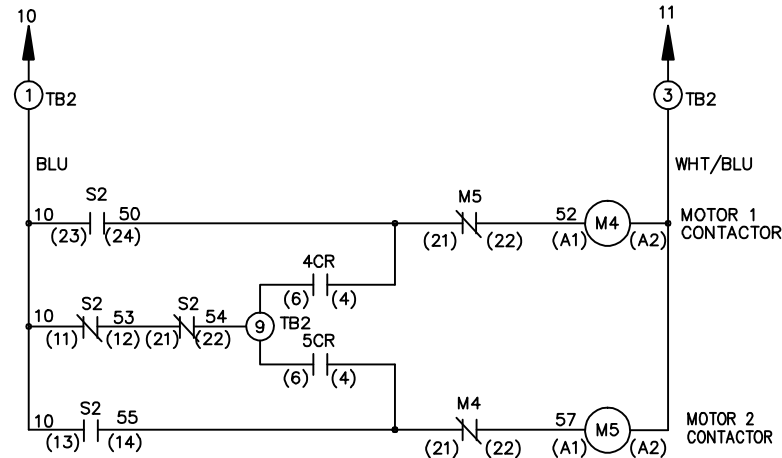 10 11
1 TB2 3 TB2
BLU WHT/BLU
S2 M5
10 50 52 M4 MOTOR 1
CONTACTOR
(23) (24) (21) (22) (A1) (A2)
4CR
(6) (4)
S2 S2
10 53 54 9 TB2
(11) (12) (21) (22)
5CR
(6) (4)
S2 M4
10 55 57 M5 MOTOR 2
CONTACTOR
(13) (14) (21) (22) (A1) (A2)